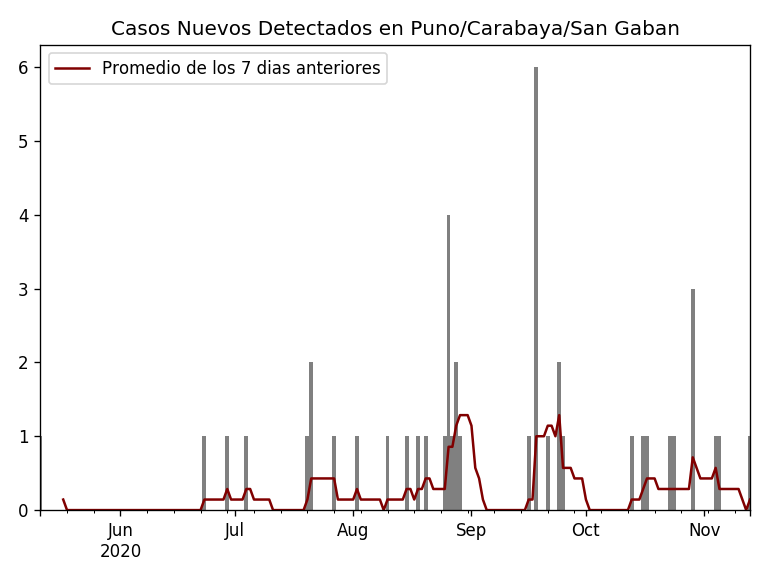 Casos Nuevos Detectados en Puno/Carabaya/San Gaban
Promedio de los 7 dias anteriores
6
5
4
3
2
1
0
Jun Jul Aug Sep Oct Nov
2020